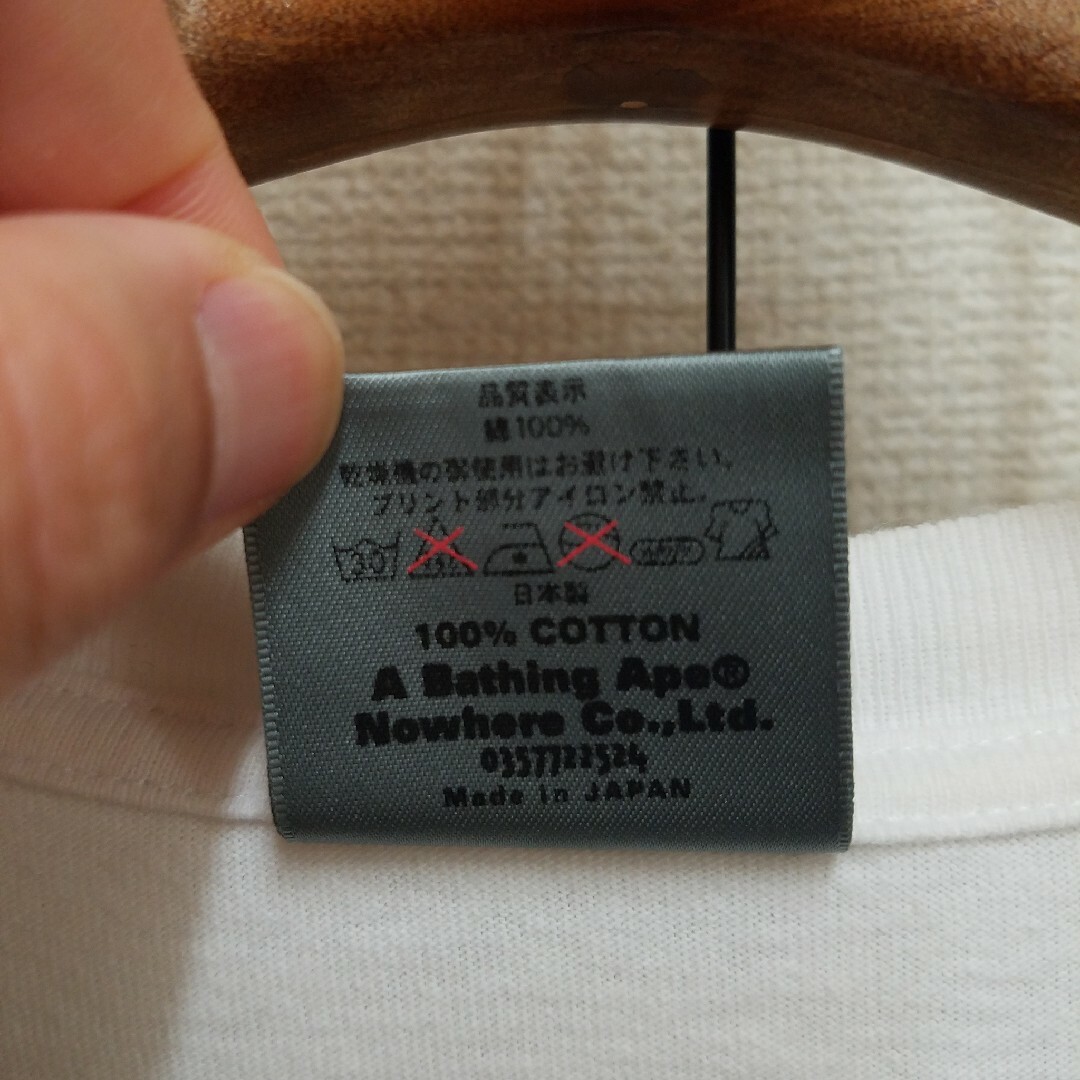 品質表示
綿100%
乾燥機の御使用はお避け下さい。
プリント部分アイロン禁止。
30
日本製
100% COTTON
A Bathing Ape®
Nowhere Co.,Ltd.
0357722524
Made in JAPAN